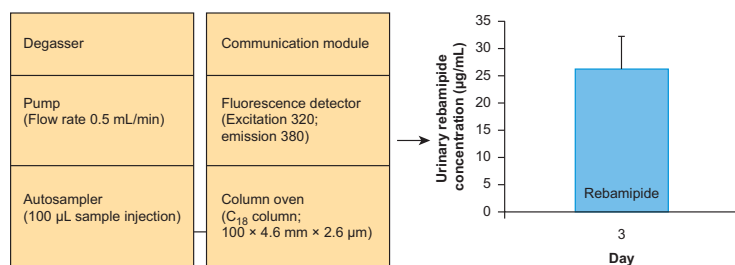 Degasser
Pump
(Flow rate 0.5 mL/min)
Autosampler
(100 µL sample injection)
Communication module
Fluorescence detector
(Excitation 320;
emission 380)
Column oven
(C18 column;
100 × 4.6 mm × 2.6 µm)
Urinary rebamipide
concentration (µg/mL)
35
30
25
20
15
10
5
0
Rebamipide
3
Day